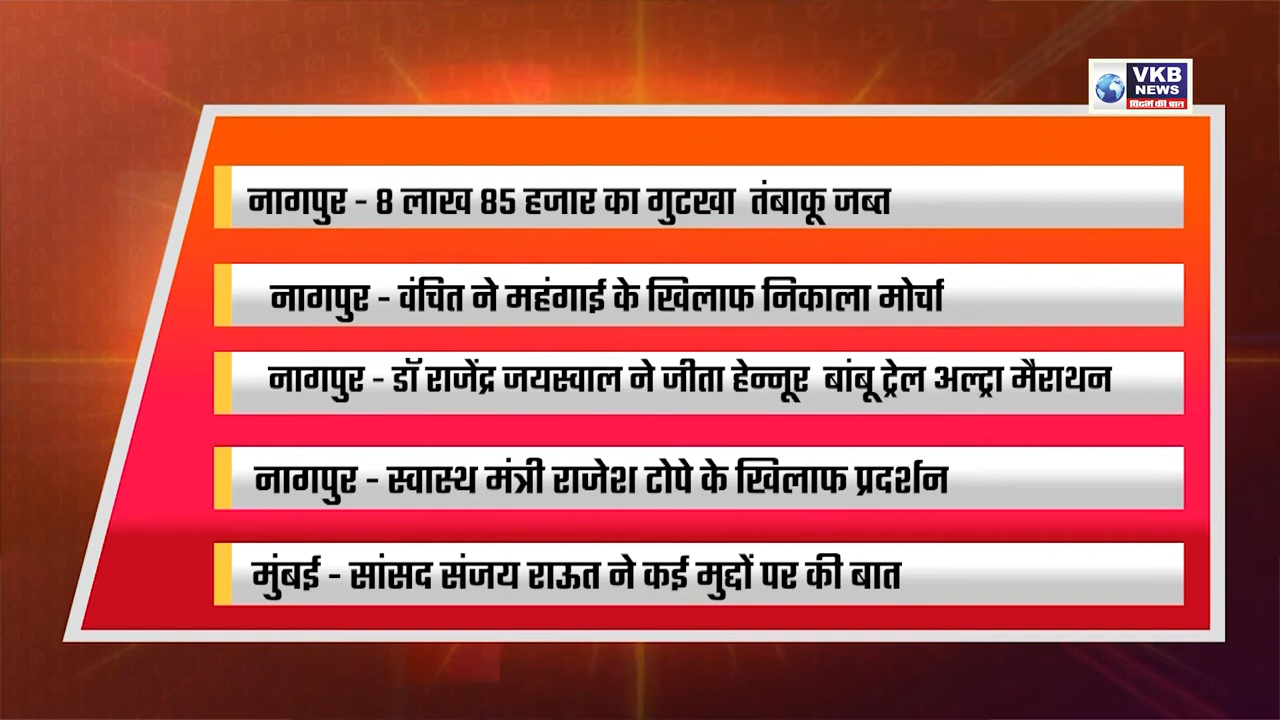 VKB
NEWS
विदर्भ की बात
नागपुर - 8 लाख 85 हजार का गुटखा तंबाकू जब्त
नागपुर - वंचित ने महंगाई के खिलाफ निकाला मोर्चा
नागपुर - डॉ राजेंद्र जयस्वाल ने जीता हेन्नूर बांबू ट्रेल अल्ट्रा मैराथन
नागपुर - स्वास्थ मंत्री राजेश टोपे के खिलाफ प्रदर्शन
मुंबई - सांसद संजय राऊत ने कई मुद्दों पर की बात